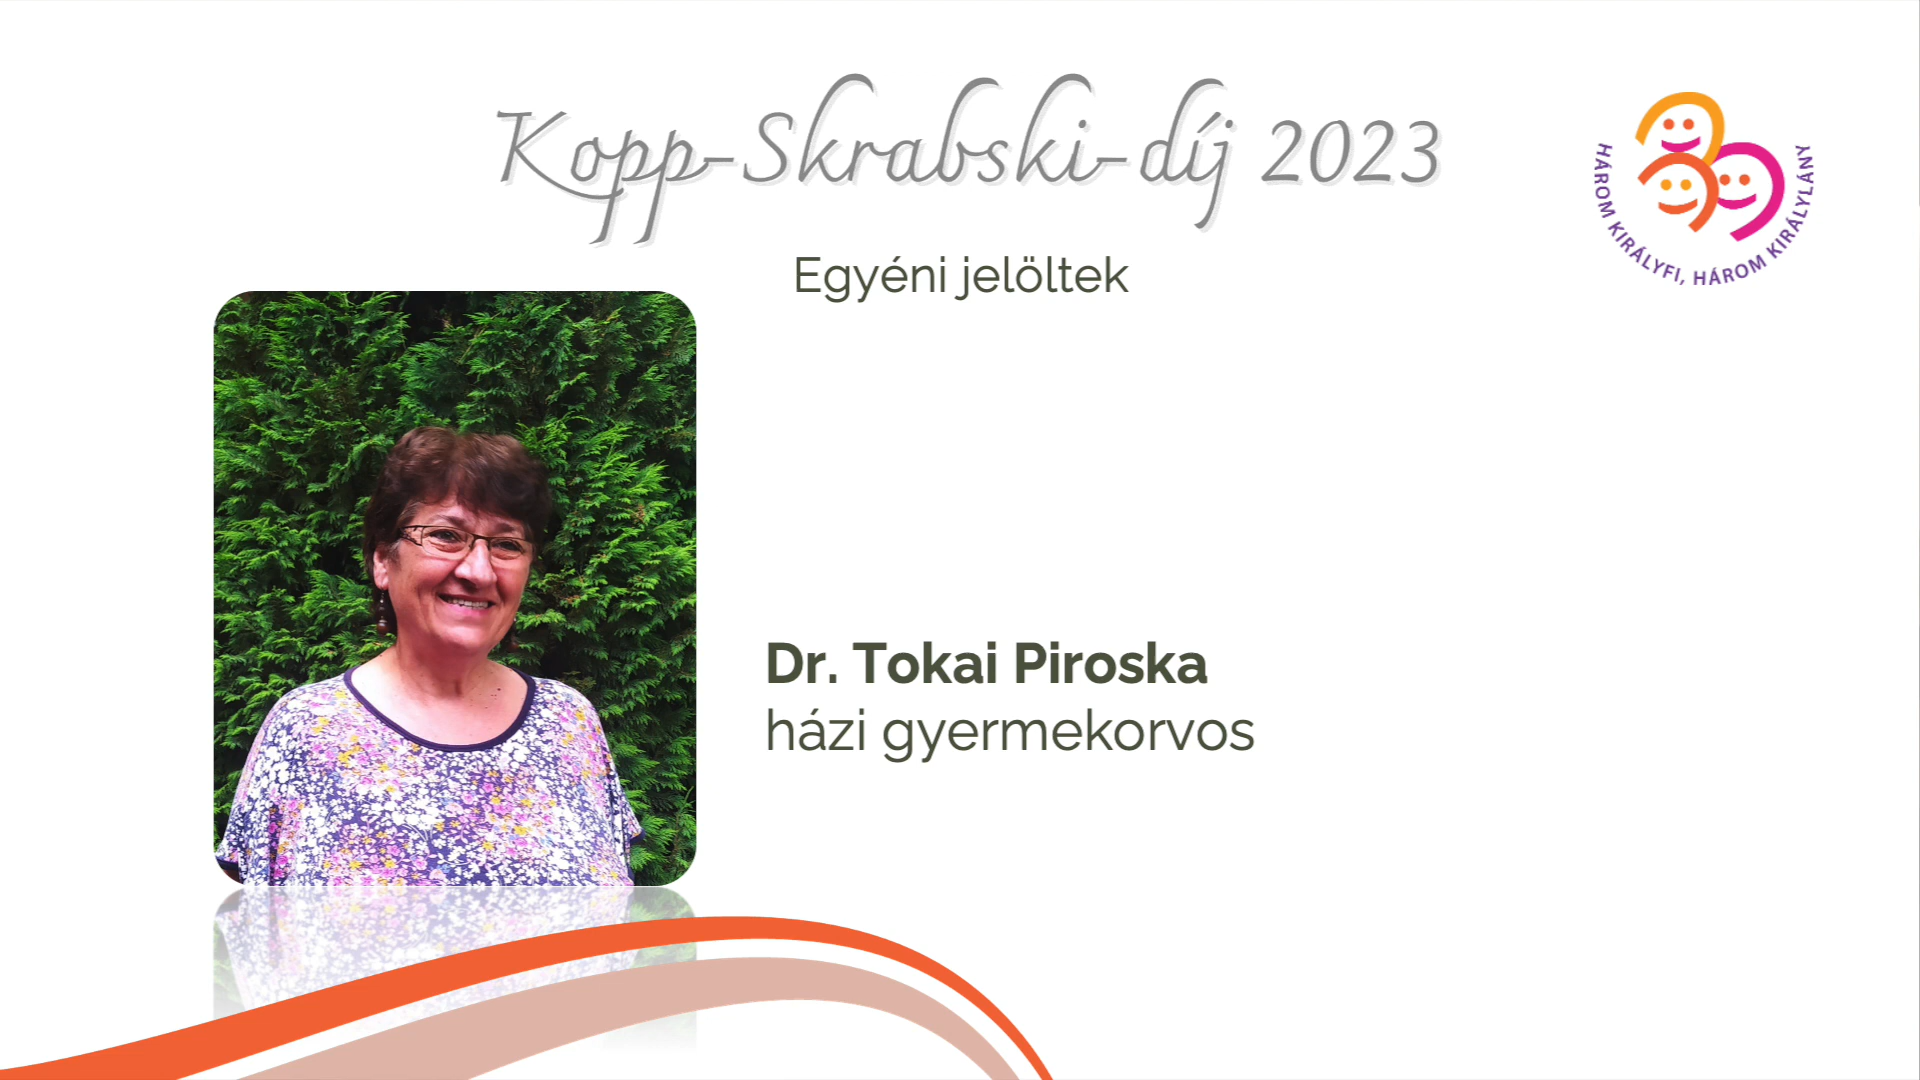 Kopp-Skrabski-díj 2023
HÁROM KIRÁLYFI, HÁROM KIRÁLYLÁNY
Egyéni jelöltek
Dr. Tokai Piroska
házi gyermekorvos